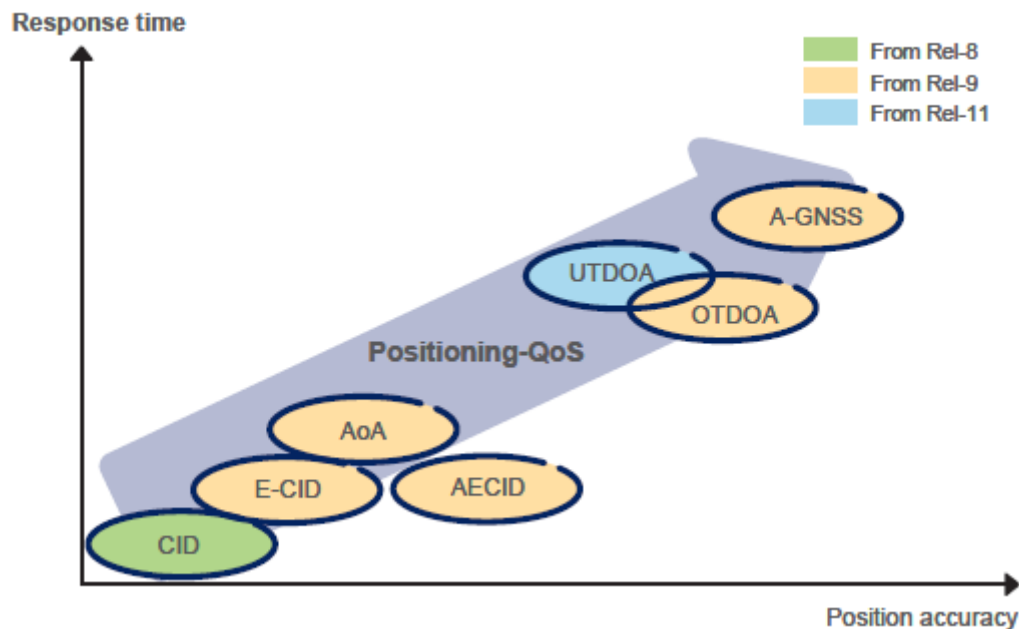 Response time
From Rel-8
From Rel-9
From Rel-11
A-GNSS
UTDOA
OTDOA
Positioning-QoS
AoA
E-CID
AECID
CID
Position accuracy